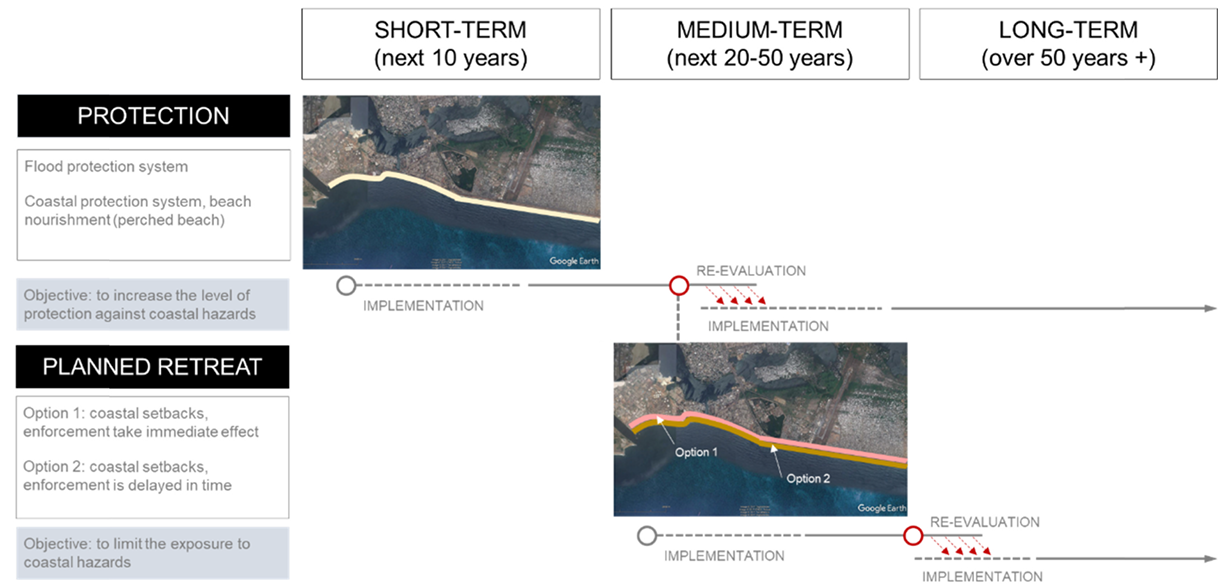 SHORT-TERM
(next 10 years)
MEDIUM-TERM
(next 20-50 years)
LONG-TERM
(over 50 years +)
PROTECTION
Flood protection system
Coastal protection system, beach
nourishment (perched beach)
Objective: to increase the level of
protection against coastal hazards
Google Earth
IMPLEMENTATION
RE-EVALUATION
IMPLEMENTATION
PLANNED RETREAT
Option 1: coastal setbacks,
enforcement take immediate effect
Option 2: coastal setbacks,
enforcement is delayed in time
Objective: to limit the exposure to
coastal hazards
Option 1
Option 2
Google Earth
IMPLEMENTATION
RE-EVALUATION
IMPLEMENTATION